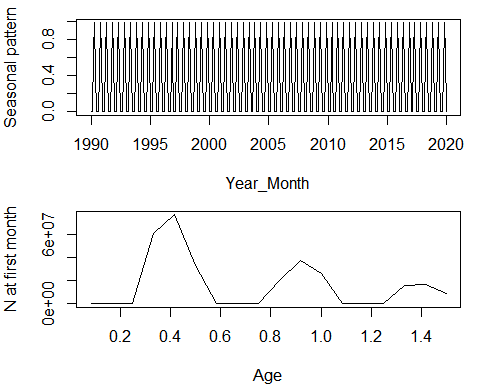 Seasonal pattern
0.0 0.4 0.8
1990 1995 2000 2005 2010 2015 2020
Year_Month
N at first month
0e+00 6e+07
0.2 0.4 0.6 0.8 1.0 1.2 1.4
Age